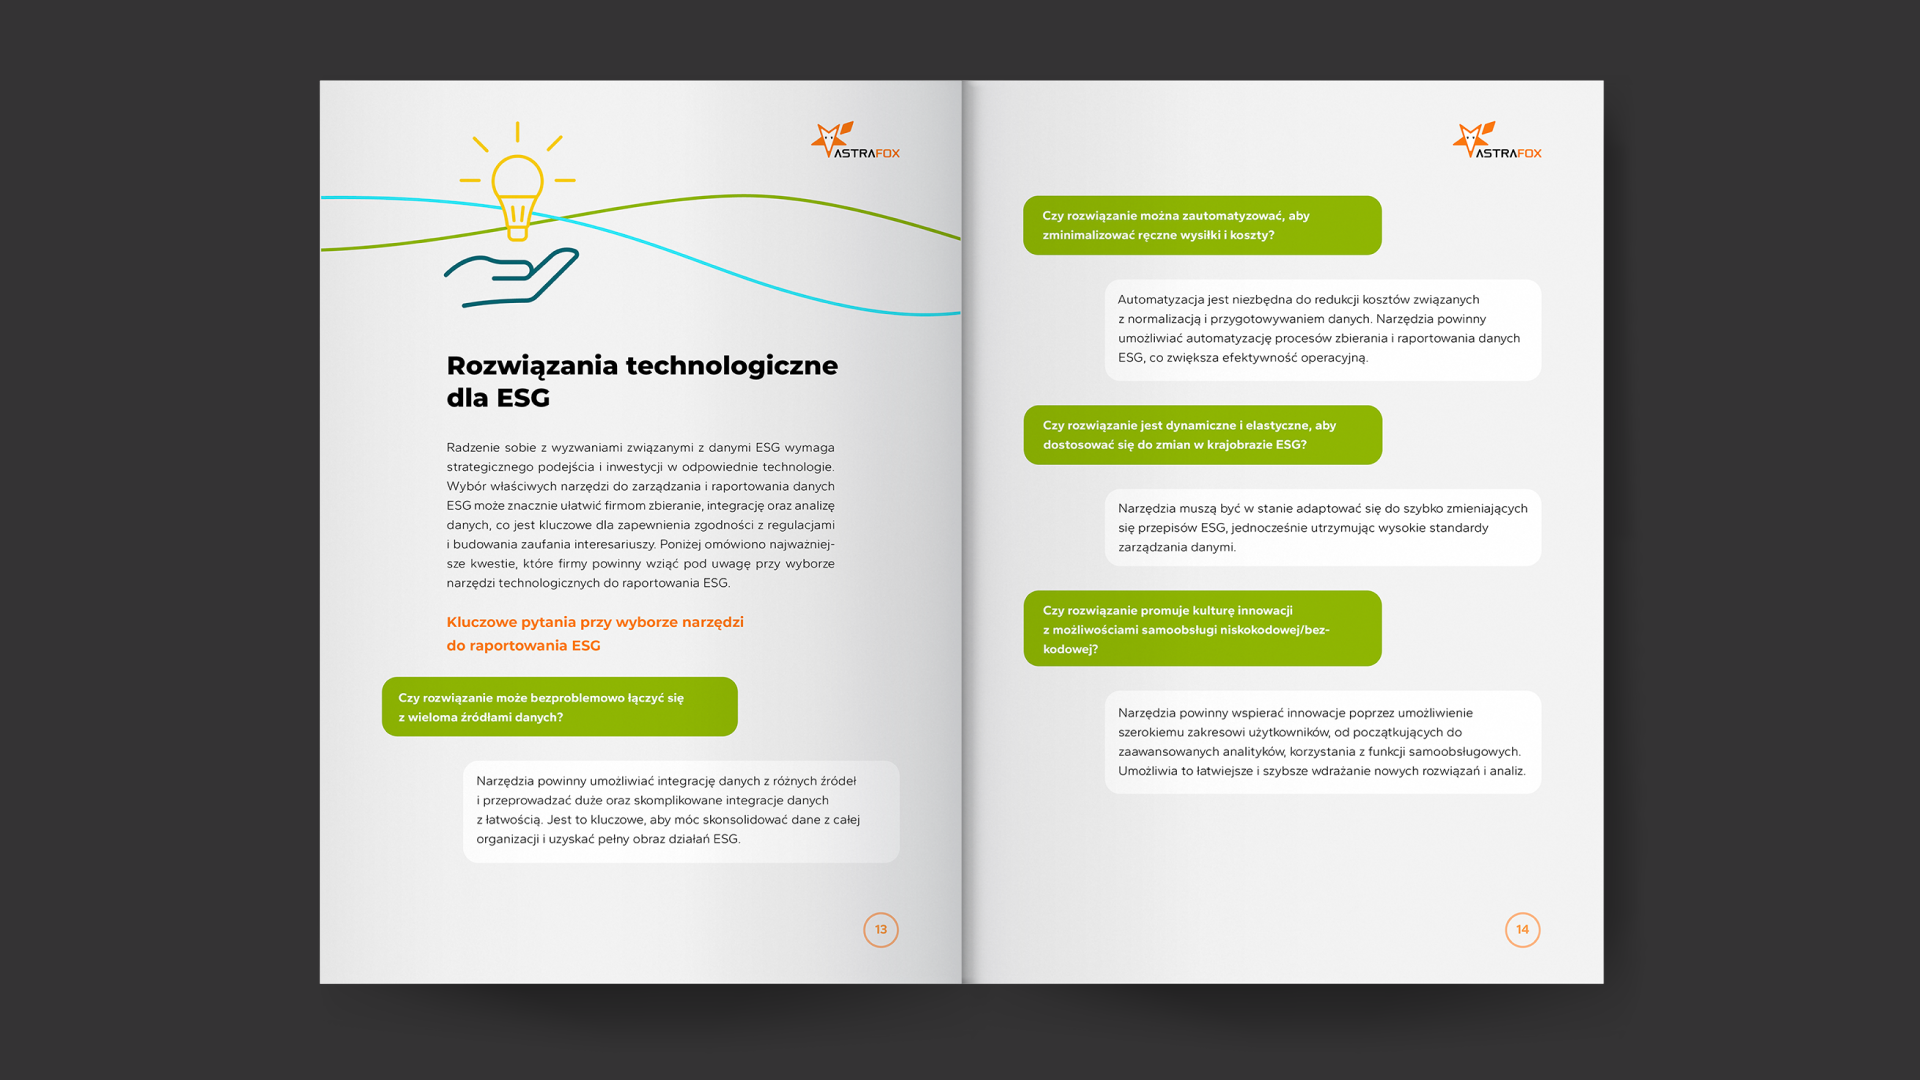 ASTRAFOX
Rozwiązania technologiczne
dla ESG
Radzenie sobie z wyzwaniami związanymi z danymi ESG wymaga
strategicznego podejścia i inwestycji w odpowiednie technologie.
Wybór właściwych narzędzi do zarządzania i raportowania danych
ESG może znacznie ułatwić firmom zbieranie, integrację oraz analizę
danych, co jest kluczowe dla zapewnienia zgodności z regulacjami
i budowania zaufania interesariuszy. Poniżej omówiono najważniej-
sze kwestie, które firmy powinny wziąć pod uwagę przy wyborze
narzędzi technologicznych do raportowania ESG.
Kluczowe pytania przy wyborze narzędzi
do raportowania ESG
Czy rozwiązanie może bezproblemowo łączyć się
z wieloma źródłami danych?
Narzędzia powinny umożliwiać integrację danych z różnych źródeł
i przeprowadzać duże oraz skomplikowane integracje danych
z łatwością. Jest to kluczowe, aby móc skonsolidować dane z całej
organizacji i uzyskać pełny obraz działań ESG.
13
ASTRAFOX
Czy rozwiązanie można zautomatyzować, aby
zminimalizować ręczne wysiłki i koszty?
Automatyzacja jest niezbędna do redukcji kosztów związanych
z normalizacją i przygotowywaniem danych. Narzędzia powinny
umożliwiać automatyzację procesów zbierania i raportowania danych
ESG, co zwiększa efektywność operacyjną.
Czy rozwiązanie jest dynamiczne i elastyczne, aby
dostosować się do zmian w krajobrazie ESG?
Narzędzia muszą być w stanie adaptować się do szybko zmieniających
się przepisów ESG, jednocześnie utrzymując wysokie standardy
zarządzania danymi.
Czy rozwiązanie promuje kulturę innowacji
z możliwościami samoobsługi niskokodowej/bez-
kodowej?
Narzędzia powinny wspierać innowacje poprzez umożliwienie
szerokiemu zakresowi użytkowników, od początkujących do
zaawansowanych analityków, korzystania z funkcji samoobsługowych.
Umożliwia to łatwiejsze i szybsze wdrażanie nowych rozwiązań i analiz.
14